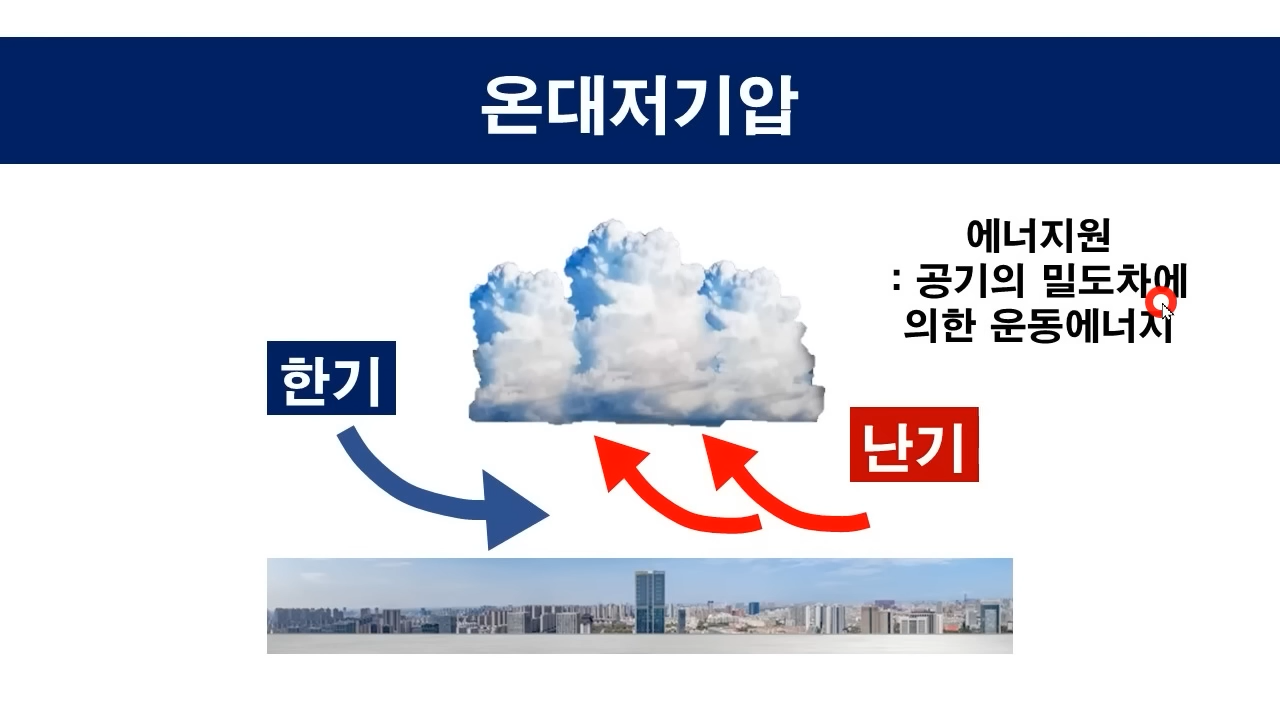 온대저기압
에너지원
: 공기의 밀도차에
의한 운동에너지
한기
난기